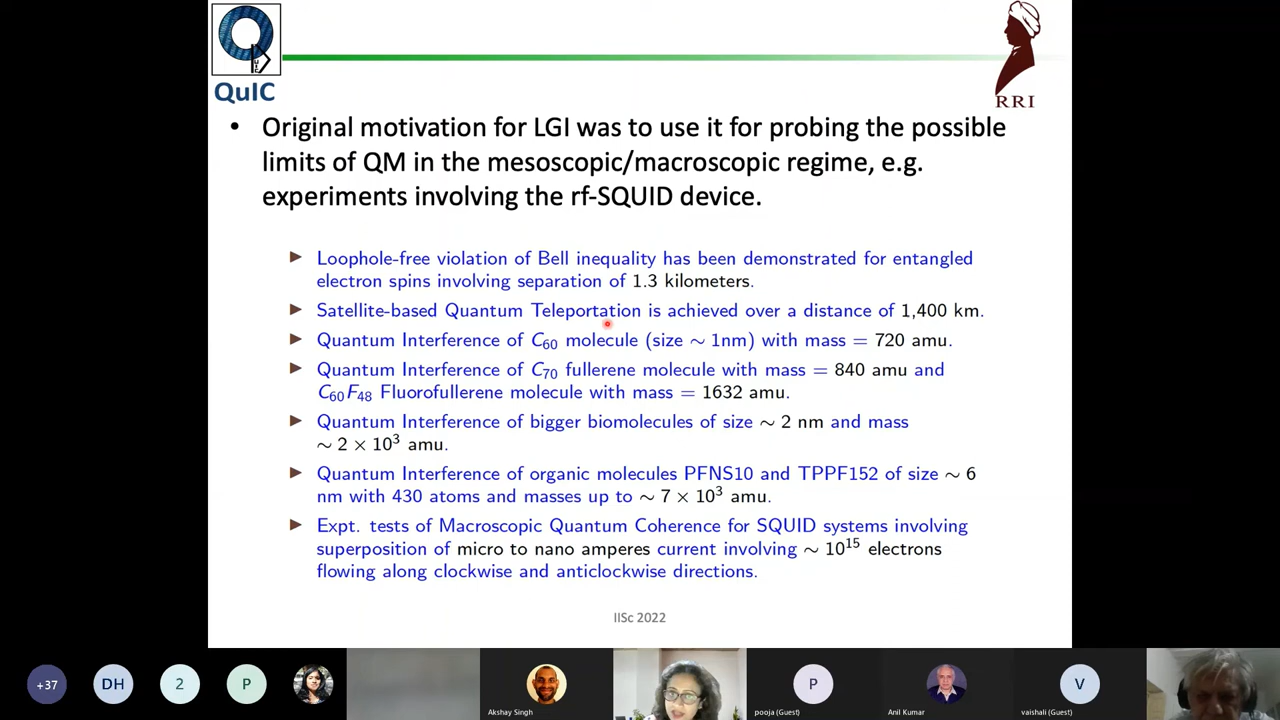 QuIC
RRI
• Original motivation for LGI was to use it for probing the possible
limits of QM in the mesoscopic/macroscopic regime, e.g.
experiments involving the rf-SQUID device.
► Loophole-free violation of Bell inequality has been demonstrated for entangled
electron spins involving separation of 1.3 kilometers.
► Satellite-based Quantum Teleportation is achieved over a distance of 1,400 km.
► Quantum Interference of C₆₀ molecule (size ∼ 1nm) with mass = 720 amu.
► Quantum Interference of C₇₀ fullerene molecule with mass = 840 amu and
C₆₀F₄₈ Fluorofullerene molecule with mass = 1632 amu.
► Quantum Interference of bigger biomolecules of size ∼ 2 nm and mass
∼ 2 × 10³ amu.
► Quantum Interference of organic molecules PFNS10 and TPPF152 of size ∼ 6
nm with 430 atoms and masses up to ∼ 7 × 10³ amu.
► Expt. tests of Macroscopic Quantum Coherence for SQUID systems involving
superposition of micro to nano amperes current involving ∼ 10¹⁵ electrons
flowing along clockwise and anticlockwise directions.
IISc 2022
+37 DH 2 P P V
Akshay Singh pooja (Guest) Anil Kumar vaishali (Guest)